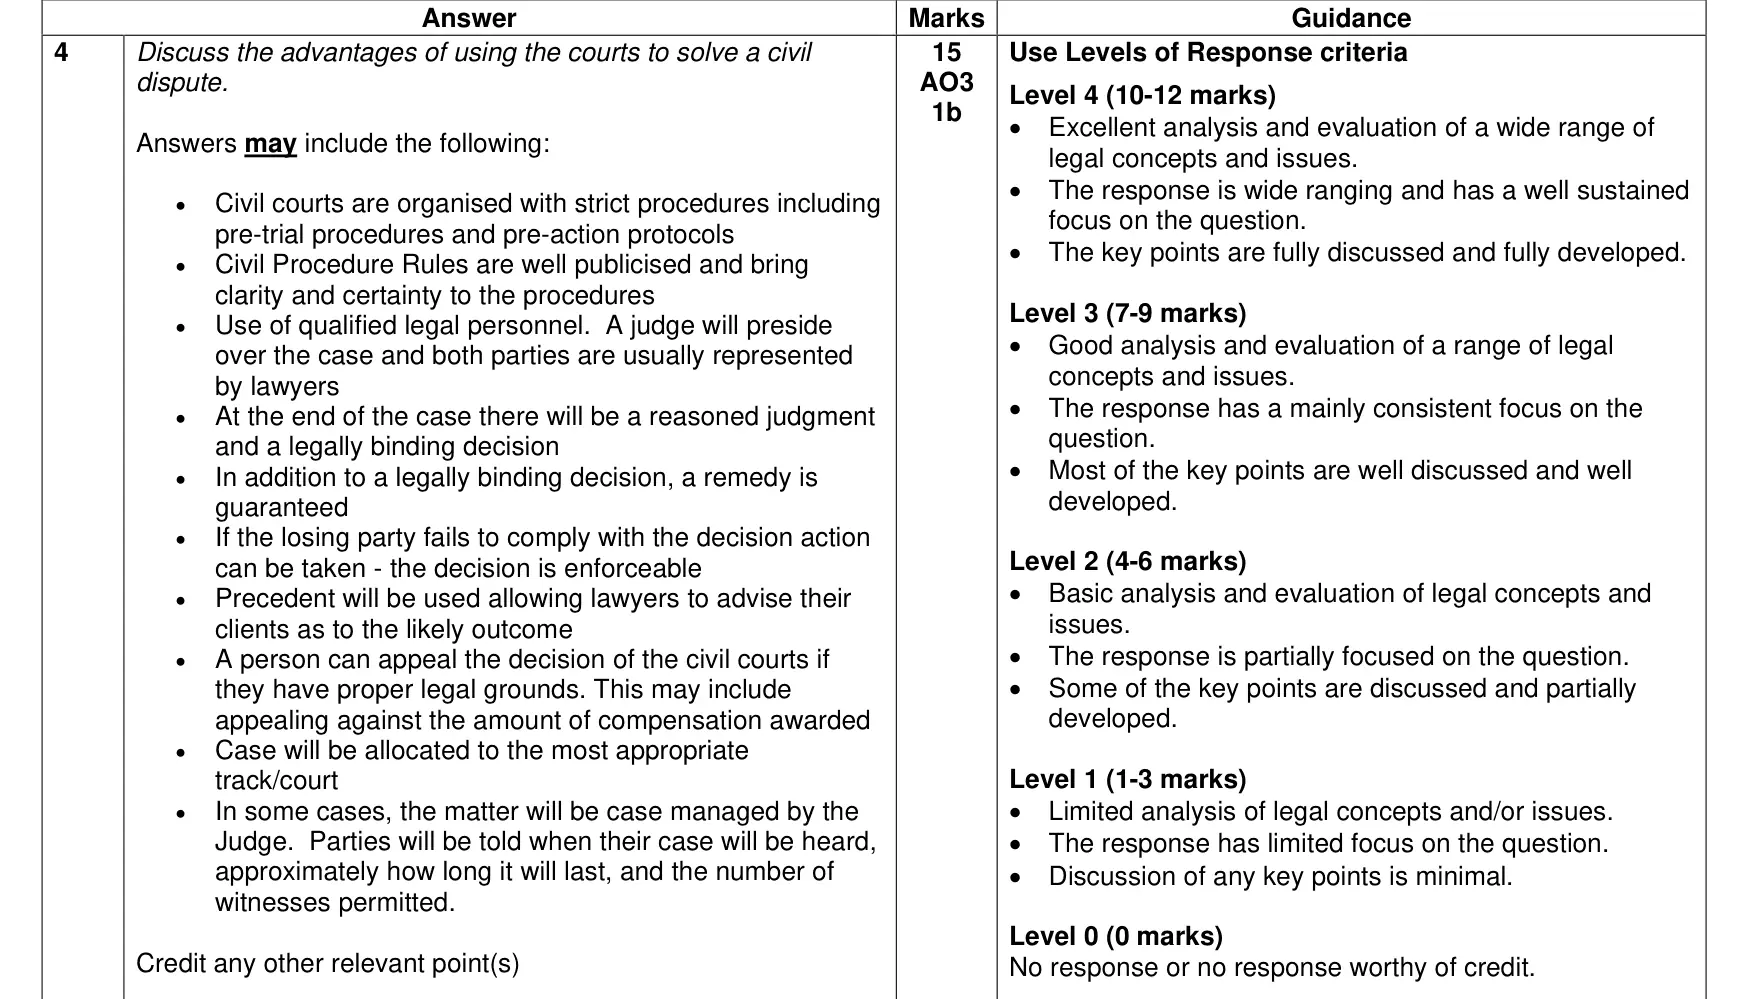 Answer Marks Guidance
4 Discuss the advantages of using the courts to solve a civil
dispute.
Answers may include the following:
• Civil courts are organised with strict procedures including
pre-trial procedures and pre-action protocols
• Civil Procedure Rules are well publicised and bring
clarity and certainty to the procedures
• Use of qualified legal personnel. A judge will preside
over the case and both parties are usually represented
by lawyers
• At the end of the case there will be a reasoned judgment
and a legally binding decision
• In addition to a legally binding decision, a remedy is
guaranteed
• If the losing party fails to comply with the decision action
can be taken - the decision is enforceable
• Precedent will be used allowing lawyers to advise their
clients as to the likely outcome
• A person can appeal the decision of the civil courts if
they have proper legal grounds. This may include
appealing against the amount of compensation awarded
• Case will be allocated to the most appropriate
track/court
• In some cases, the matter will be case managed by the
Judge. Parties will be told when their case will be heard,
approximately how long it will last, and the number of
witnesses permitted.
Credit any other relevant point(s)
15
AO3
1b
Use Levels of Response criteria
Level 4 (10-12 marks)
• Excellent analysis and evaluation of a wide range of
legal concepts and issues.
• The response is wide ranging and has a well sustained
focus on the question.
• The key points are fully discussed and fully developed.
Level 3 (7-9 marks)
• Good analysis and evaluation of a range of legal
concepts and issues.
• The response has a mainly consistent focus on the
question.
• Most of the key points are well discussed and well
developed.
Level 2 (4-6 marks)
• Basic analysis and evaluation of legal concepts and
issues.
• The response is partially focused on the question.
• Some of the key points are discussed and partially
developed.
Level 1 (1-3 marks)
• Limited analysis of legal concepts and/or issues.
• The response has limited focus on the question.
• Discussion of any key points is minimal.
Level 0 (0 marks)
No response or no response worthy of credit.